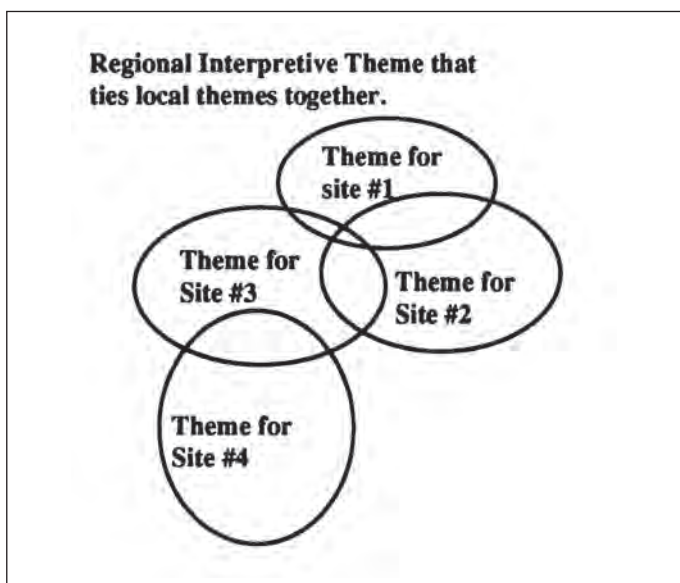 Regional Interpretive Theme that
ties local themes together.
Theme for
site #1
Theme for
Site #3
Theme for
Site #2
Theme for
Site #4